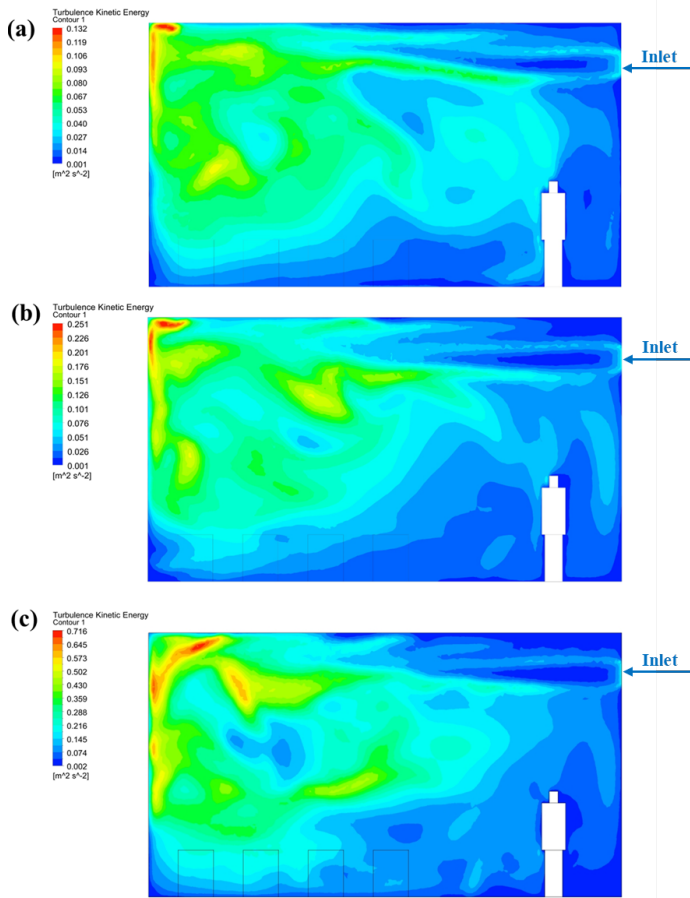 (a)
Turbulence Kinetic Energy
Contour 1
0.132
0.119
0.106
0.093
0.079
0.066
0.053
0.040
0.027
0.014
0.001
[m^2 s^-2]
Inlet
(b)
Turbulence Kinetic Energy
Contour 1
0.251
0.226
0.201
0.176
0.151
0.126
0.101
0.076
0.051
0.026
0.001
[m^2 s^-2]
Inlet
(c)
Turbulence Kinetic Energy
Contour 1
0.716
0.645
0.573
0.502
0.430
0.359
0.288
0.216
0.145
0.074
0.002
[m^2 s^-2]
Inlet